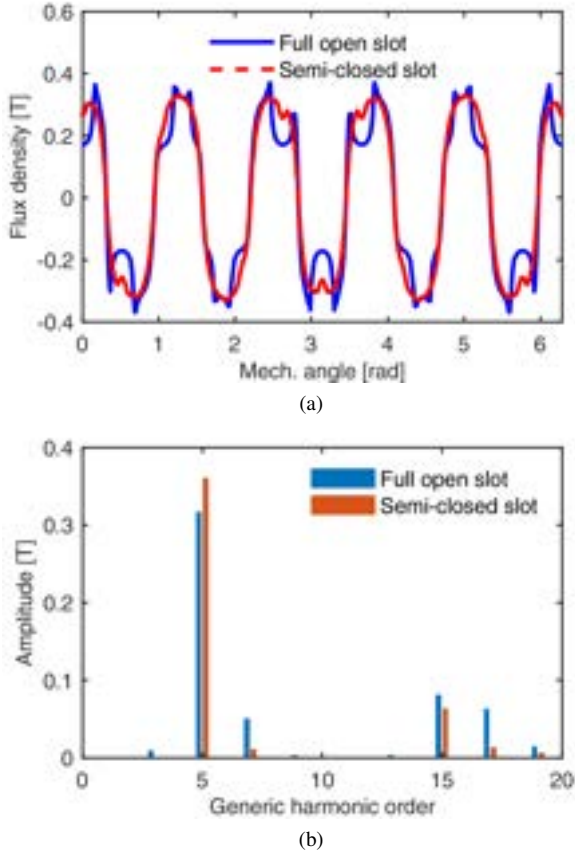 0.6
Full open slot
Semi-closed slot
0.4
0.2
0
-0.2
-0.4
Flux density [T]
0 1 2 3 4 5 6
Mech. angle [rad]
(a)
0.4
Full open slot
Semi-closed slot
0.3
0.2
0.1
0
Amplitude [T]
0 5 10 15 20
Generic harmonic order
(b)